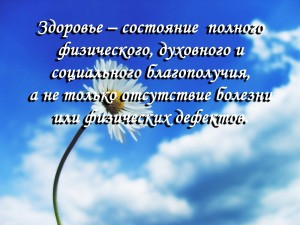 Здоровье – состояние полного
физического, духовного и
социального благополучия,
а не только отсутствие болезни
или физических дефектов.